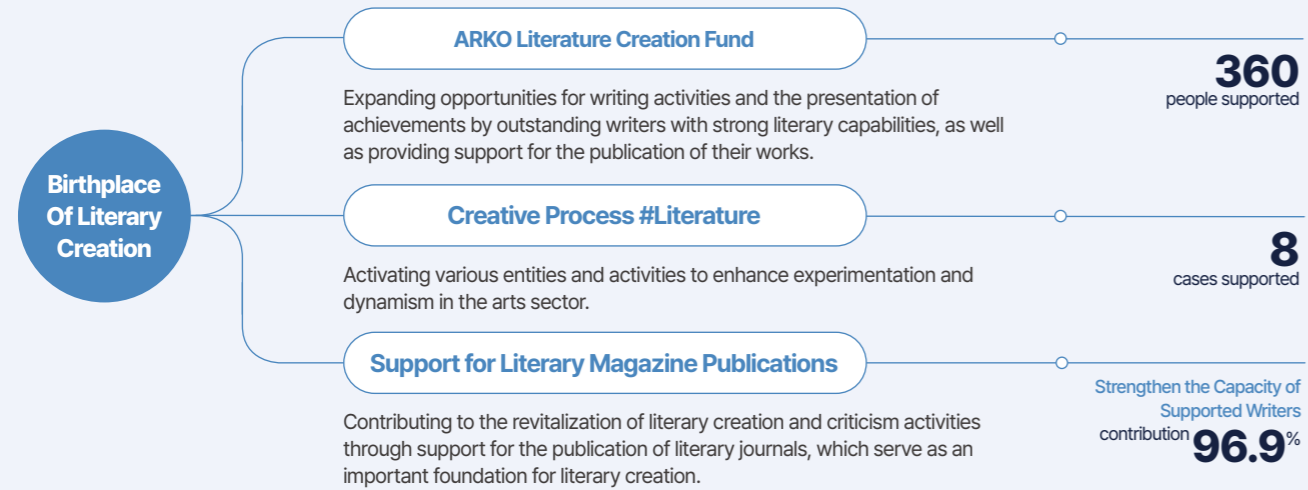 Birthplace
Of Literary
Creation
ARKO Literature Creation Fund
360
people supported
Expanding opportunities for writing activities and the presentation of
achievements by outstanding writers with strong literary capabilities, as well
as providing support for the publication of their works.
Creative Process #Literature
8
cases supported
Activating various entities and activities to enhance experimentation and
dynamism in the arts sector.
Support for Literary Magazine Publications
Strengthen the Capacity of
Supported Writers
contribution 96.9%
Contributing to the revitalization of literary creation and criticism activities
through support for the publication of literary journals, which serve as an
important foundation for literary creation.